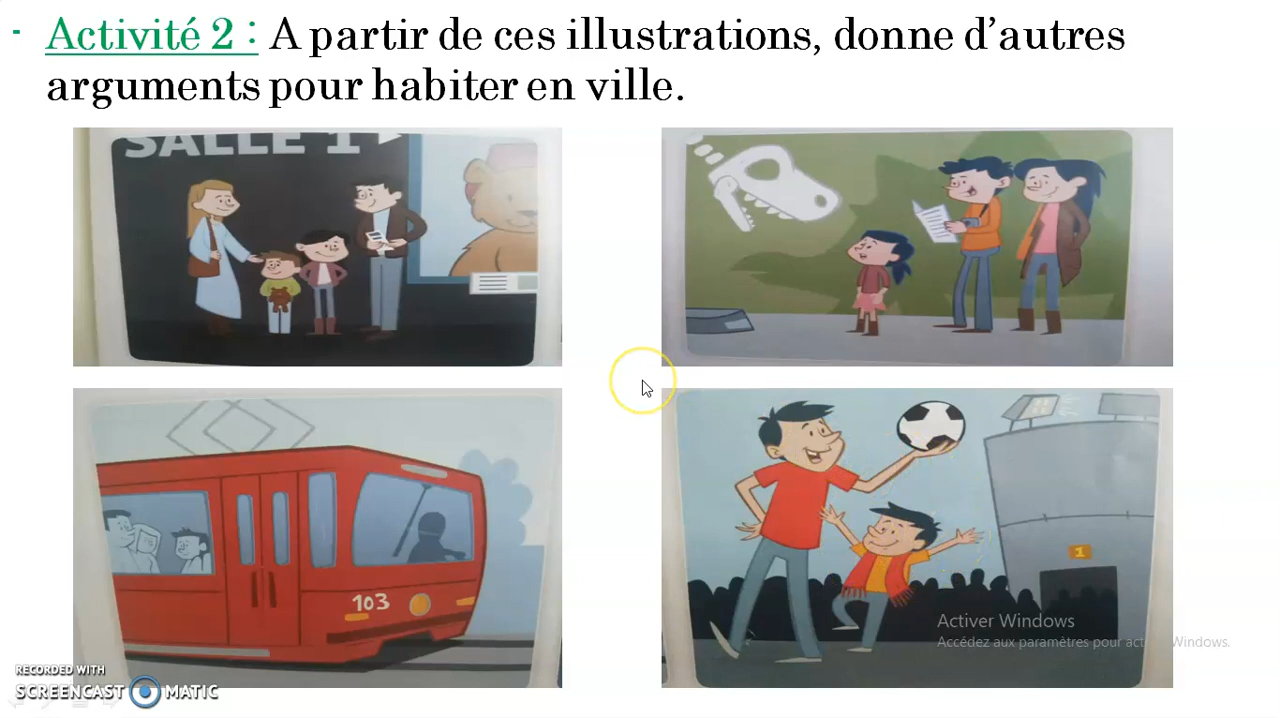 - Activité 2 : A partir de ces illustrations, donne d'autres
arguments pour habiter en ville.
SALLE 1
103
1
Activer Windows
Accédez aux paramètres pour activer Windows.
RECORDED WITH
SCREENCAST MATIC